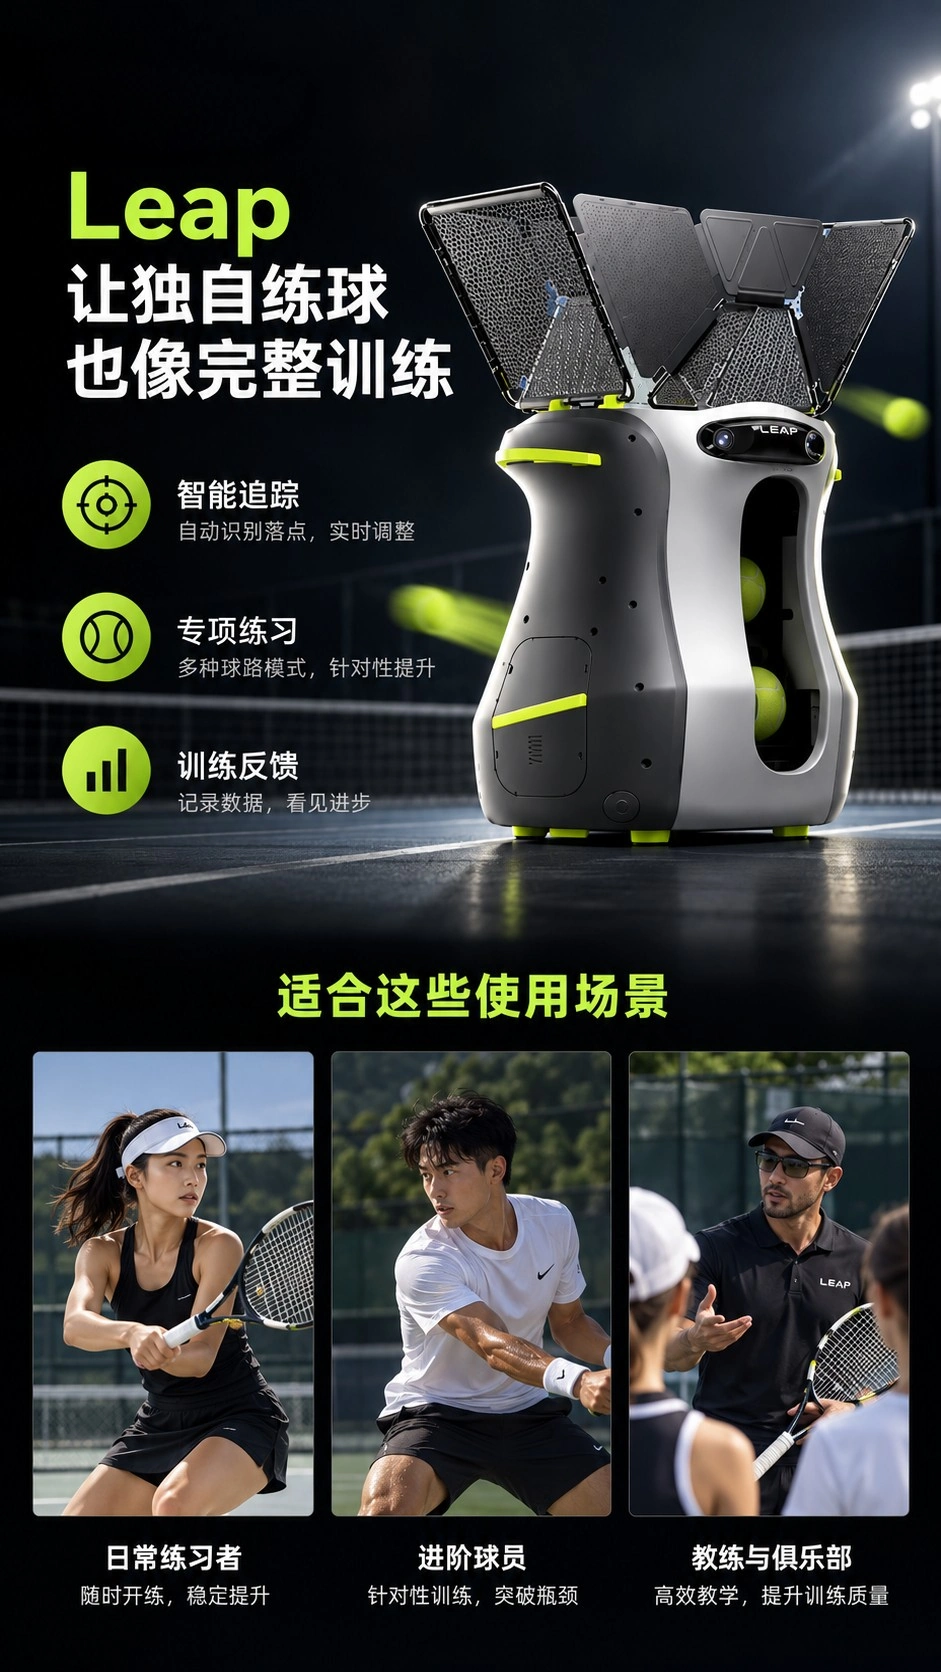 Leap
让独自练球
也像完整训练
LEAP
智能追踪
自动识别落点，实时调整
专项练习
多种球路模式，针对性提升
训练反馈
记录数据，看见进步
适合这些使用场景
LEAP
日常练习者
随时开练，稳定提升
进阶球员
针对性训练，突破瓶颈
教练与俱乐部
高效教学，提升训练质量